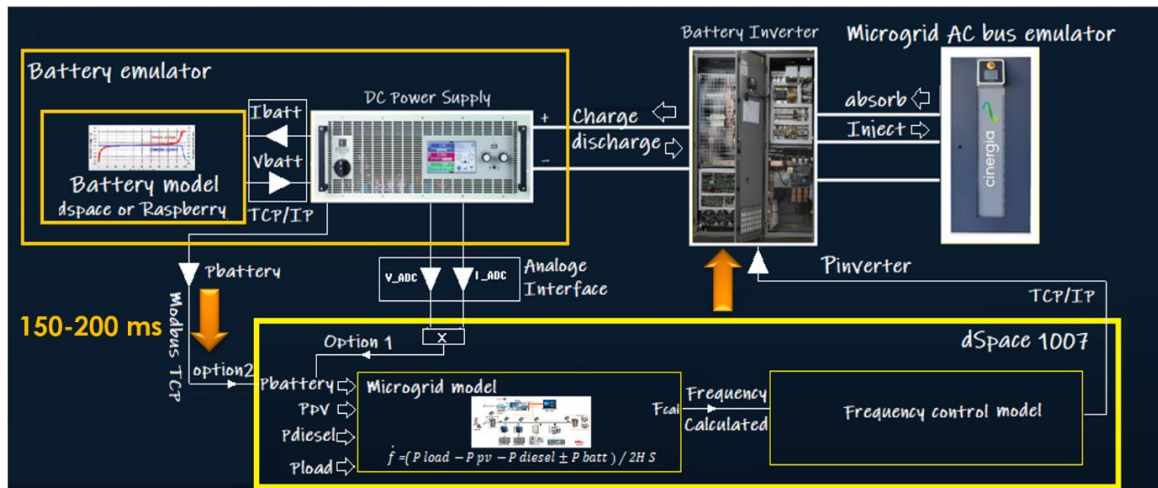 Battery Inverter
Microgrid AC bus emulator
Battery emulator
DC Power Supply
Ibatt
Vbatt
TCP/IP
Battery model
dspace or Raspberry
+
-
Charge
discharge
absorb
Inject
cinergia
Pbattery
Modbus TCP
150-200 ms
option2
V_ADC
I_ADC
Analoge
Interface
X
Option 1
Pinverter
TCP/IP
dSpace 1007
Pbattery
Ppv
Pdiesel
Pload
Microgrid model
ḟ =( P load − P pv − P diesel ± P batt ) / 2H S
Fcal
Frequency
Calculated
Frequency control model